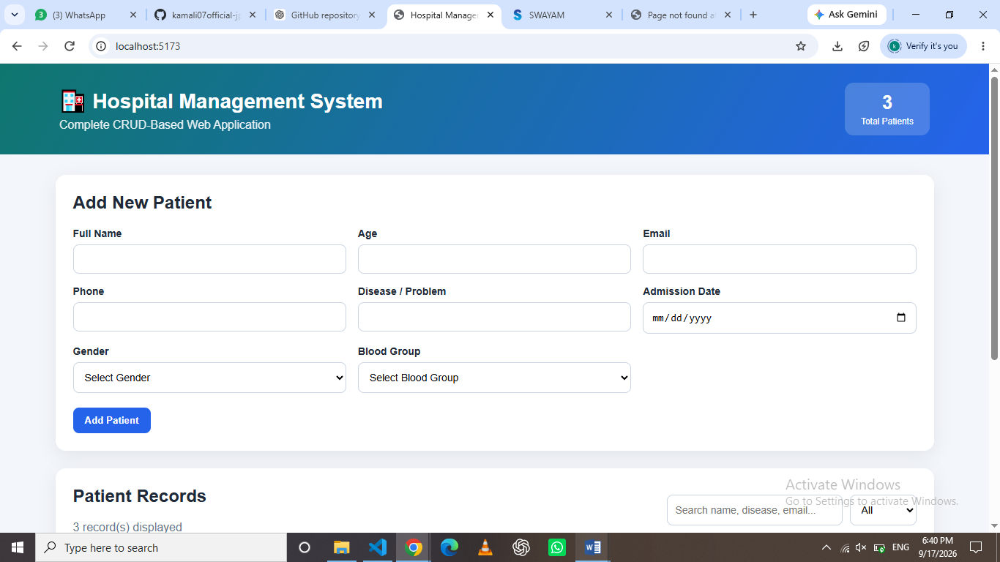 (3) WhatsApp
kamali07official-jp
GitHub repository
Hospital Manage
SWAYAM
Page not found a
Ask Gemini
localhost:5173
k
Verify it's you
Hospital Management System
Complete CRUD-Based Web Application
3
Total Patients
Add New Patient
Full Name
Age
Email
Phone
Disease / Problem
Admission Date
mm/dd/yyyy
Gender
Blood Group
Select Gender
Select Blood Group
Add Patient
Patient Records
Activate Windows
Go to Settings to activate Windows.
Search name, disease, email...
All
3 record(s) displayed
Type here to search
ENG
6:40 PM
9/17/2026